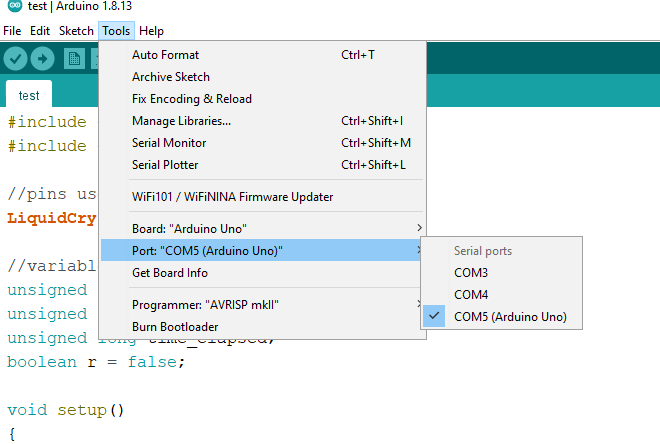 test | Arduino 1.8.13
File Edit Sketch Tools Help
Auto Format Ctrl+T
Archive Sketch
Fix Encoding & Reload
Manage Libraries... Ctrl+Shift+I
Serial Monitor Ctrl+Shift+M
Serial Plotter Ctrl+Shift+L
WiFi101 / WiFiNINA Firmware Updater
Board: "Arduino Uno"
Port: "COM5 (Arduino Uno)"
Get Board Info
Programmer: "AVRISP mkII"
Burn Bootloader
Serial ports
COM3
COM4
COM5 (Arduino Uno)
test
#include
#include
//pins us
LiquidCry
//variabl
unsigned
unsigned
unsigned long time_elapsed;
boolean r = false;
void setup()
{